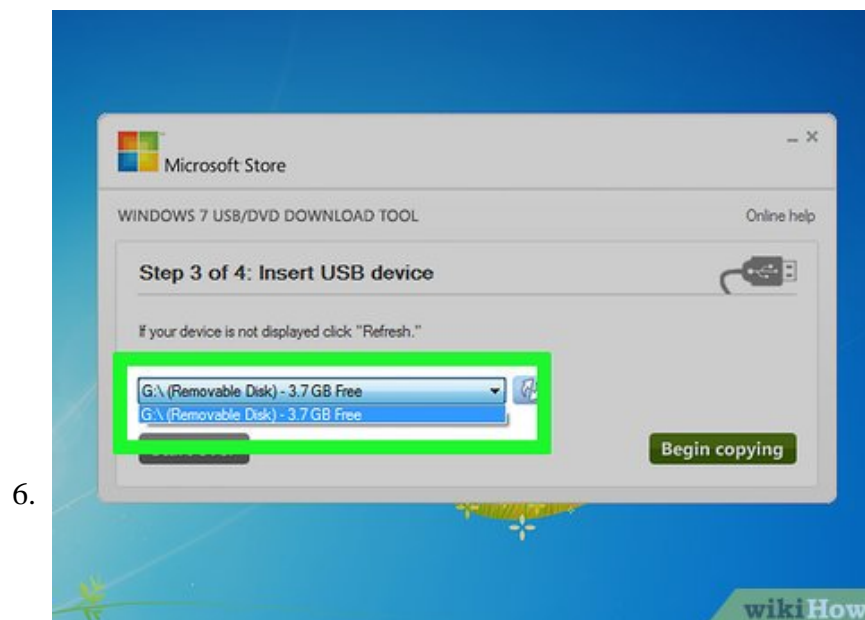 Microsoft Store
WINDOWS 7 USB/DVD DOWNLOAD TOOL
Online help
Step 3 of 4: Insert USB device
If your device is not displayed click "Refresh."
G:\ (Removable Disk) - 3.7 GB Free
G:\ (Removable Disk) - 3.7 GB Free
Begin copying
6.
wikiHow